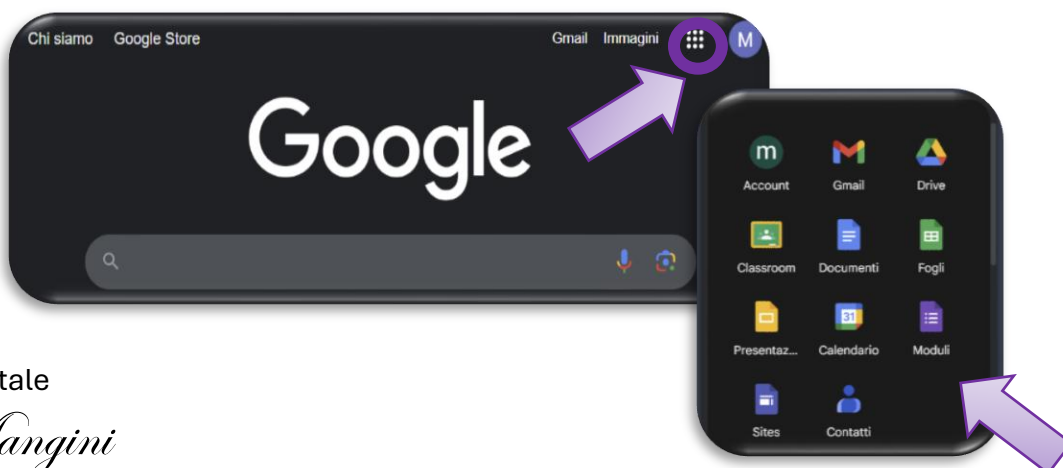 Chi siamo Google Store Gmail Immagini M
Google
m
Account Gmail Drive
Classroom Documenti Fogli
31
Presentaz... Calendario Moduli
Sites Contatti
tale
angini